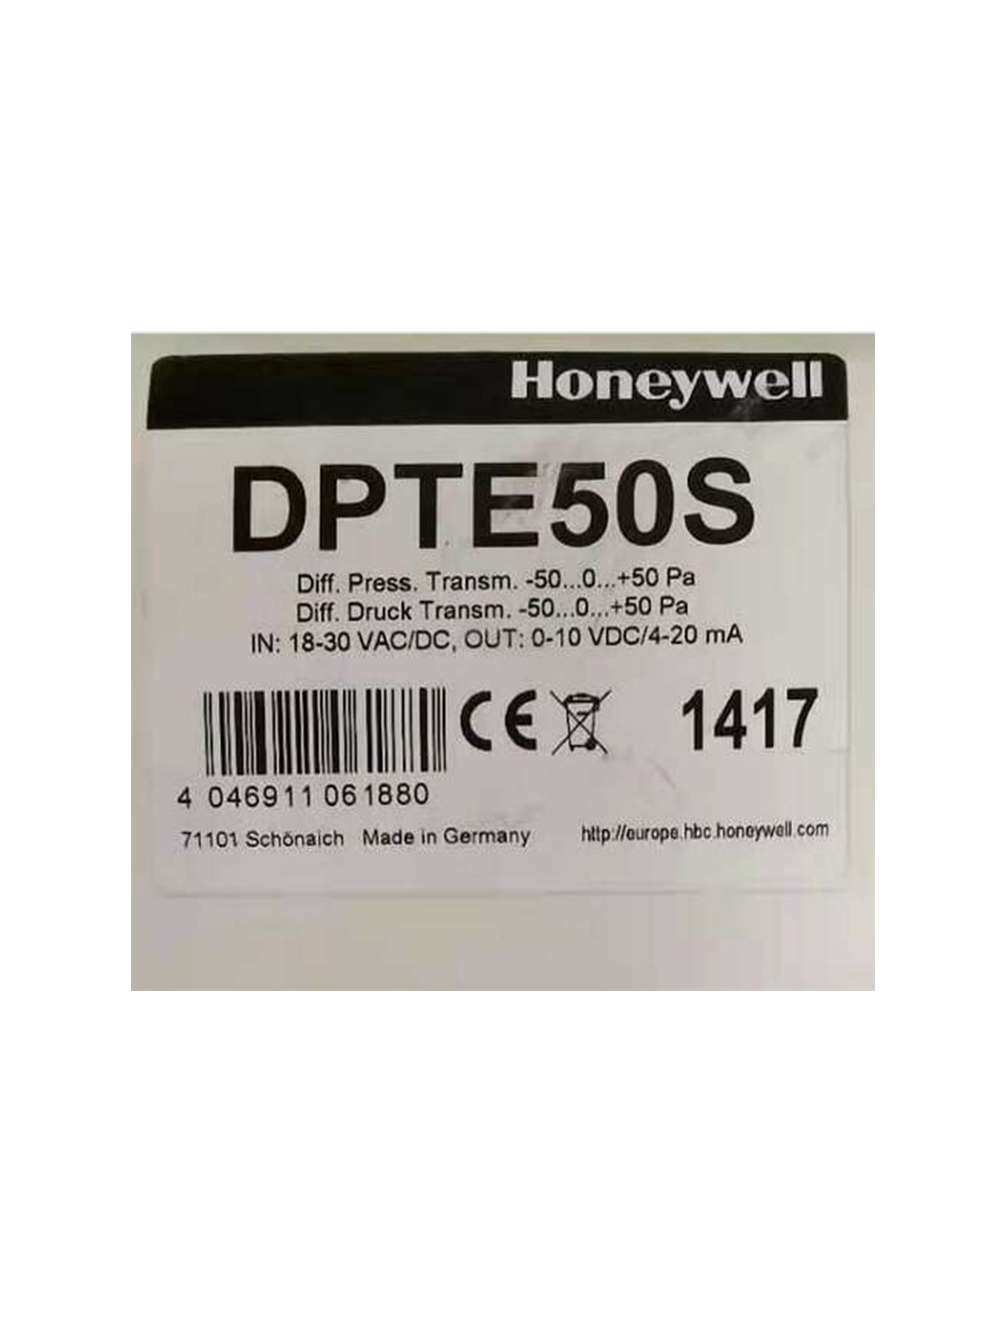 Honeywell
DPTE50S
Diff. Press. Transm. -50...0...+50 Pa
Diff. Druck Transm. -50...0...+50 Pa
IN: 18-30 VAC/DC, OUT: 0-10 VDC/4-20 mA
CE 1417
4 046911 061880
71101 Schönaich Made in Germany http://europe.hbc.honeywell.com